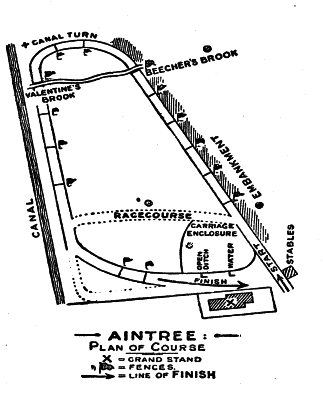 + CANAL TURN
BEECHER'S BROOK
VALENTINE'S
BROOK
EMBANKMENT
CANAL
RACECOURSE
CARRIAGE
ENCLOSURE
OPEN
DITCH
WATER
START
STABLES
FINISH
X
AINTREE:
PLAN OF COURSE
X = GRAND STAND
= FENCES.
= LINE OF FINISH